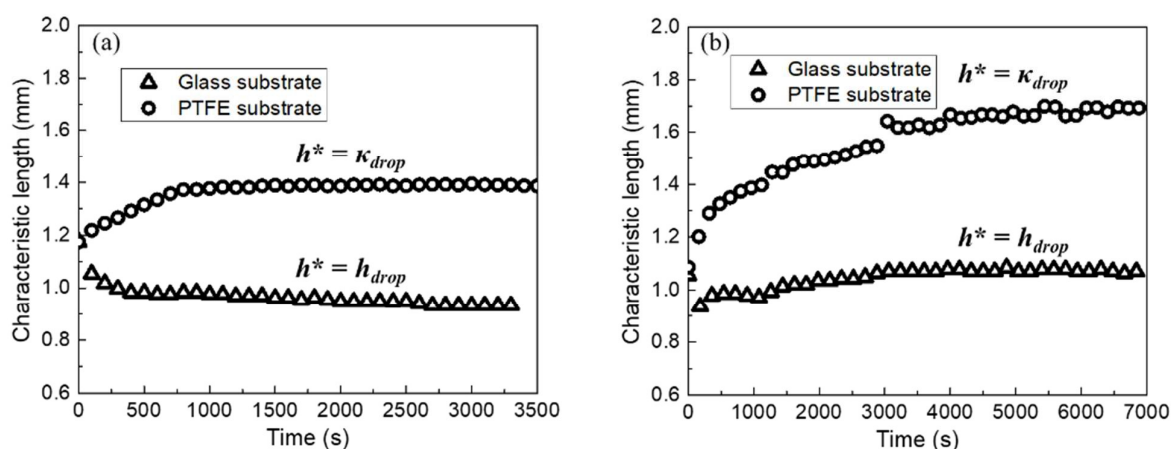 (a)
2.0
1.8
1.6
1.4
1.2
1.0
0.8
0.6
Characteristic length (mm)
Glass substrate
PTFE substrate
h* = κdrop
h* = hdrop
0 500 1000 1500 2000 2500 3000 3500
Time (s)
(b)
2.0
1.8
1.6
1.4
1.2
1.0
0.8
0.6
Characteristic length (mm)
Glass substrate
PTFE substrate
h* = κdrop
h* = hdrop
0 1000 2000 3000 4000 5000 6000 7000
Time (s)